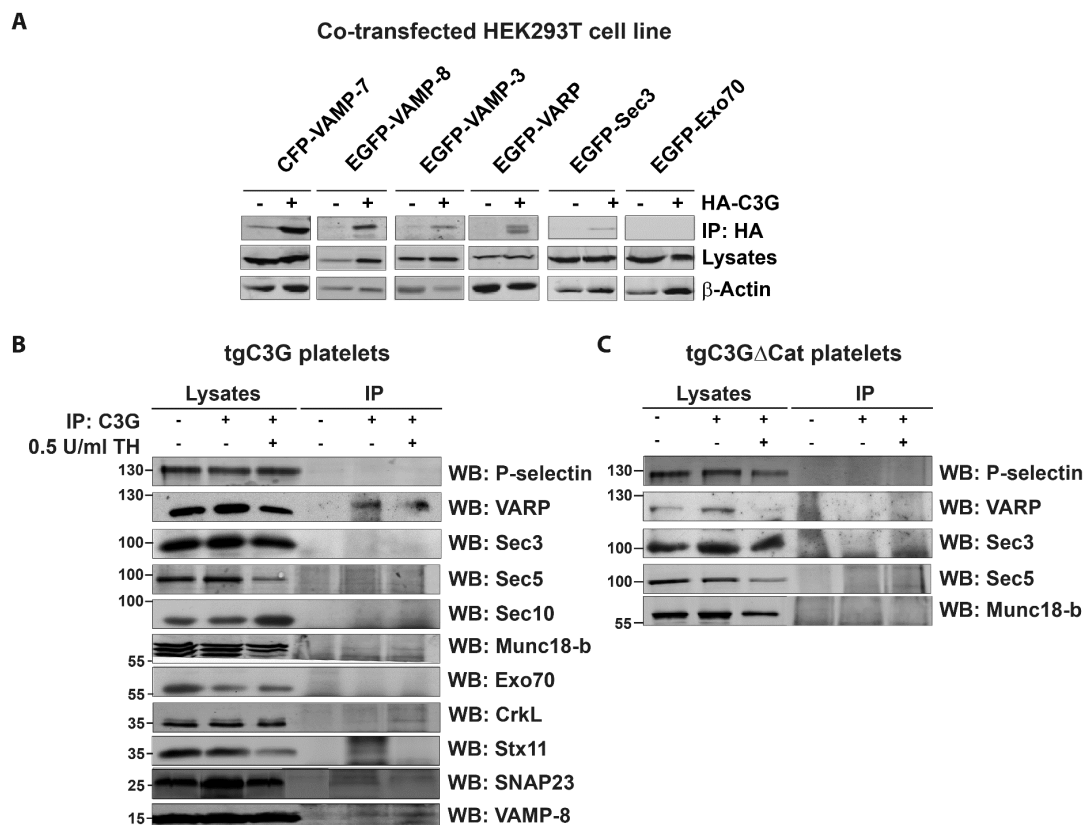 A
Co-transfected HEK293T cell line
CFP-VAMP-7
EGFP-VAMP-8
EGFP-VAMP-3
EGFP-VARP
EGFP-Sec3
EGFP-Exo70
- + - + - + - + - + - + HA-C3G
IP: HA
Lysates
β-Actin
B
tgC3G platelets
Lysates IP
IP: C3G - + + - + +
0.5 U/ml TH - - + - - +
130 WB: P-selectin
130 WB: VARP
100 WB: Sec3
100 WB: Sec5
100 WB: Sec10
55 WB: Munc18-b
55 WB: Exo70
35 WB: CrkL
35 WB: Stx11
25 WB: SNAP23
15 WB: VAMP-8
C
tgC3GΔCat platelets
Lysates IP
- + + - + +
- - + - - +
130 WB: P-selectin
130 WB: VARP
100 WB: Sec3
100 WB: Sec5
55 WB: Munc18-b